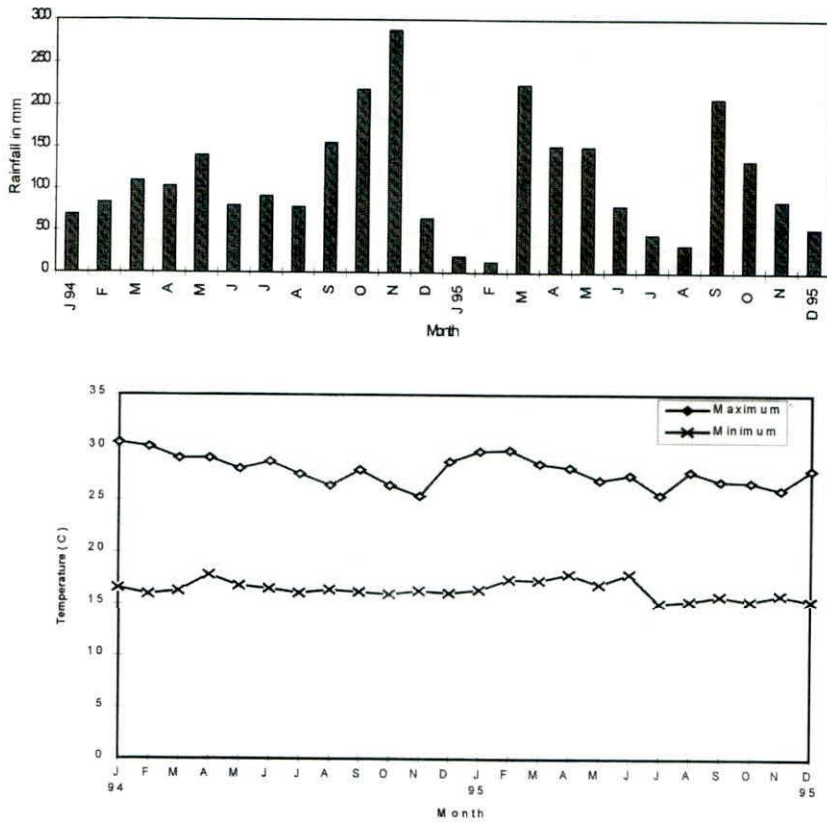 300
250
200
150
100
50
0
Rainfall in mm
J 94 F M A M J J A S O N D J 95 F M A M J J A S O N D 95
Month
35
30
25
20
15
10
5
0
Temperature (C)
Maximum
Minimum
J F M A M J J A S O N D J F M A M J J A S O N D
94 95 95
Month